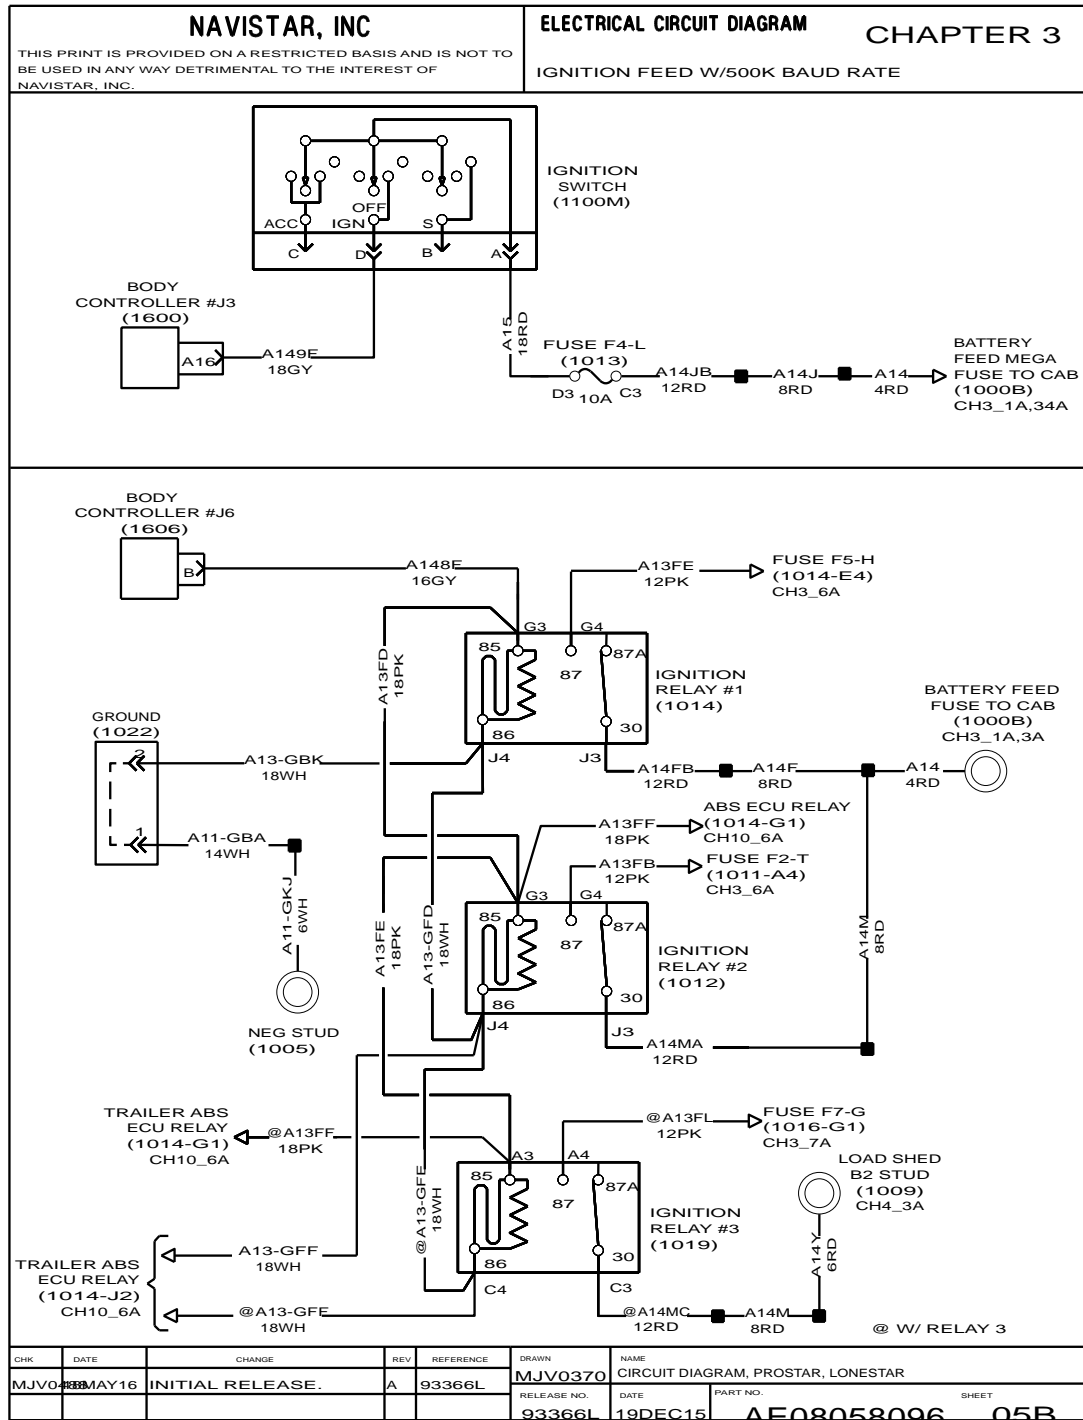 NAVISTAR, INC
THIS PRINT IS PROVIDED ON A RESTRICTED BASIS AND IS NOT TO
BE USED IN ANY WAY DETRIMENTAL TO THE INTEREST OF
NAVISTAR, INC.
ELECTRICAL CIRCUIT DIAGRAM
CHAPTER 3
IGNITION FEED W/500K BAUD RATE
OFF
ACC
IGN
S
C
D
B
A
IGNITION
SWITCH
(1100M)
BODY
CONTROLLER #J3
(1600)
A16
A149E
18GY
A15
18RD
FUSE F4-L
(1013)
D3
10A
C3
A14JB
12RD
A14J
8RD
A14
4RD
BATTERY
FEED MEGA
FUSE TO CAB
(1000B)
CH3_1A,34A
BODY
CONTROLLER #J6
(1606)
B
A148E
16GY
A13FE
12PK
FUSE F5-H
(1014-E4)
CH3_6A
A13FD
18PK
G3
G4
85
87
87A
86
30
J4
J3
IGNITION
RELAY #1
(1014)
BATTERY FEED
FUSE TO CAB
(1000B)
CH3_1A,3A
GROUND
(1022)
2
1
A13-GBK
18WH
A14FB
12RD
A14F
8RD
A14
4RD
A11-GBA
14WH
A11-GKJ
6WH
NEG STUD
(1005)
A13FF
18PK
ABS ECU RELAY
(1014-G1)
CH10_6A
A13FB
12PK
FUSE F2-T
(1011-A4)
CH3_6A
A13FE
18PK
A13-GFD
18WH
G3
G4
85
87
87A
86
30
J4
J3
IGNITION
RELAY #2
(1012)
A14M
8RD
A14MA
12RD
TRAILER ABS
ECU RELAY
(1014-G1)
CH10_6A
@A13FF
18PK
@A13FL
12PK
FUSE F7-G
(1016-G1)
CH3_7A
@A13-GFE
18WH
A3
A4
85
87
87A
86
30
C4
C3
IGNITION
RELAY #3
(1019)
LOAD SHED
B2 STUD
(1009)
CH4_3A
A14Y
6RD
TRAILER ABS
ECU RELAY
(1014-J2)
CH10_6A
A13-GFF
18WH
@A13-GFE
18WH
@A14MC
12RD
A14M
8RD
@ W/ RELAY 3
CHK DATE CHANGE REV REFERENCE
INITIAL RELEASE. A 93366L
DRAWN
MJV0370
NAME
CIRCUIT DIAGRAM, PROSTAR, LONESTAR
RELEASE NO.
93366L
DATE
19DEC15
PART NO.
AE08058096
SHEET
05B